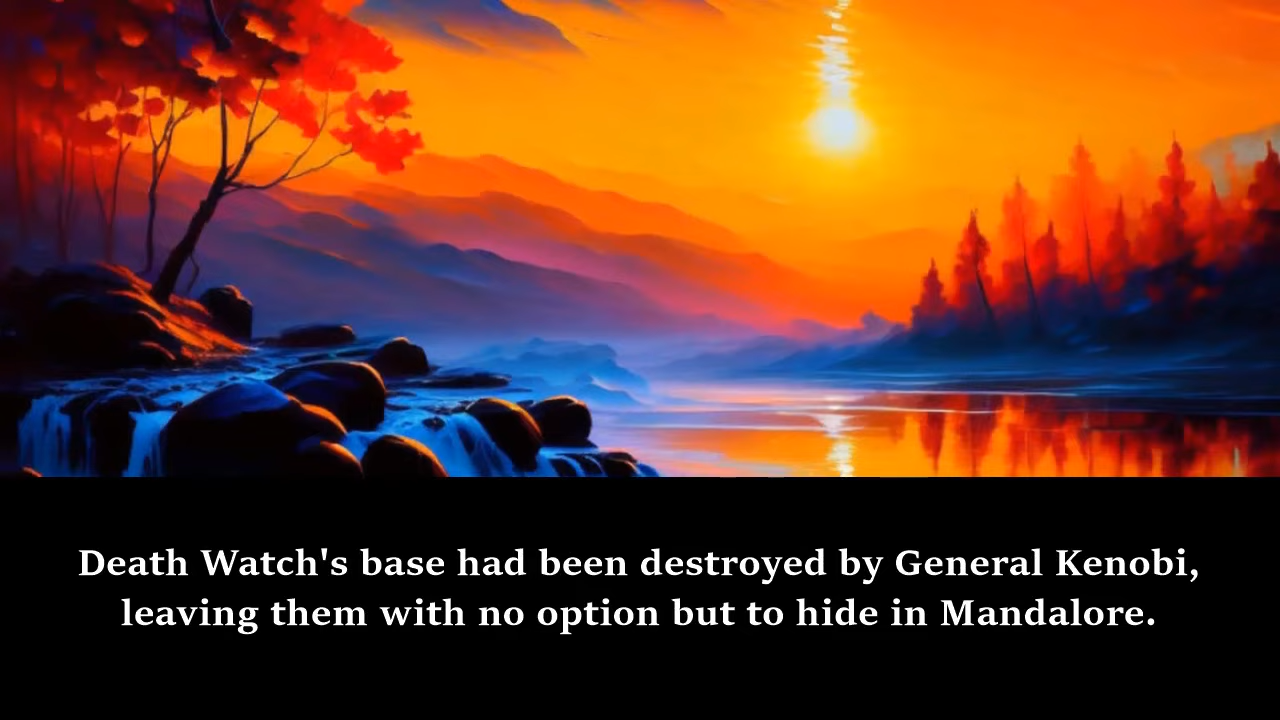 Death Watch's base had been destroyed by General Kenobi,
leaving them with no option but to hide in Mandalore.